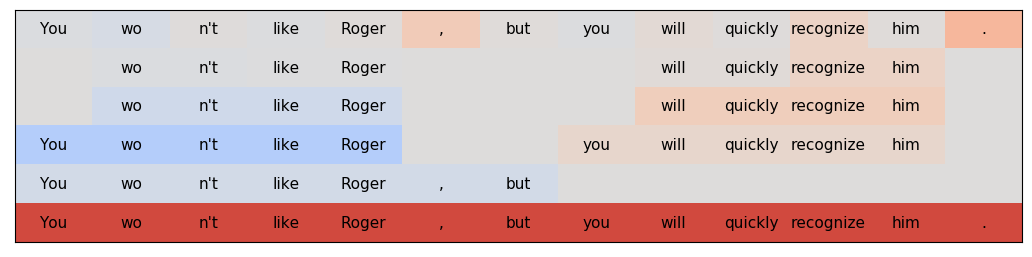 You wo n't like Roger , but you will quickly recognize him .
wo n't like Roger will quickly recognize him
wo n't like Roger will quickly recognize him
You wo n't like Roger you will quickly recognize him
You wo n't like Roger , but
You wo n't like Roger , but you will quickly recognize him .